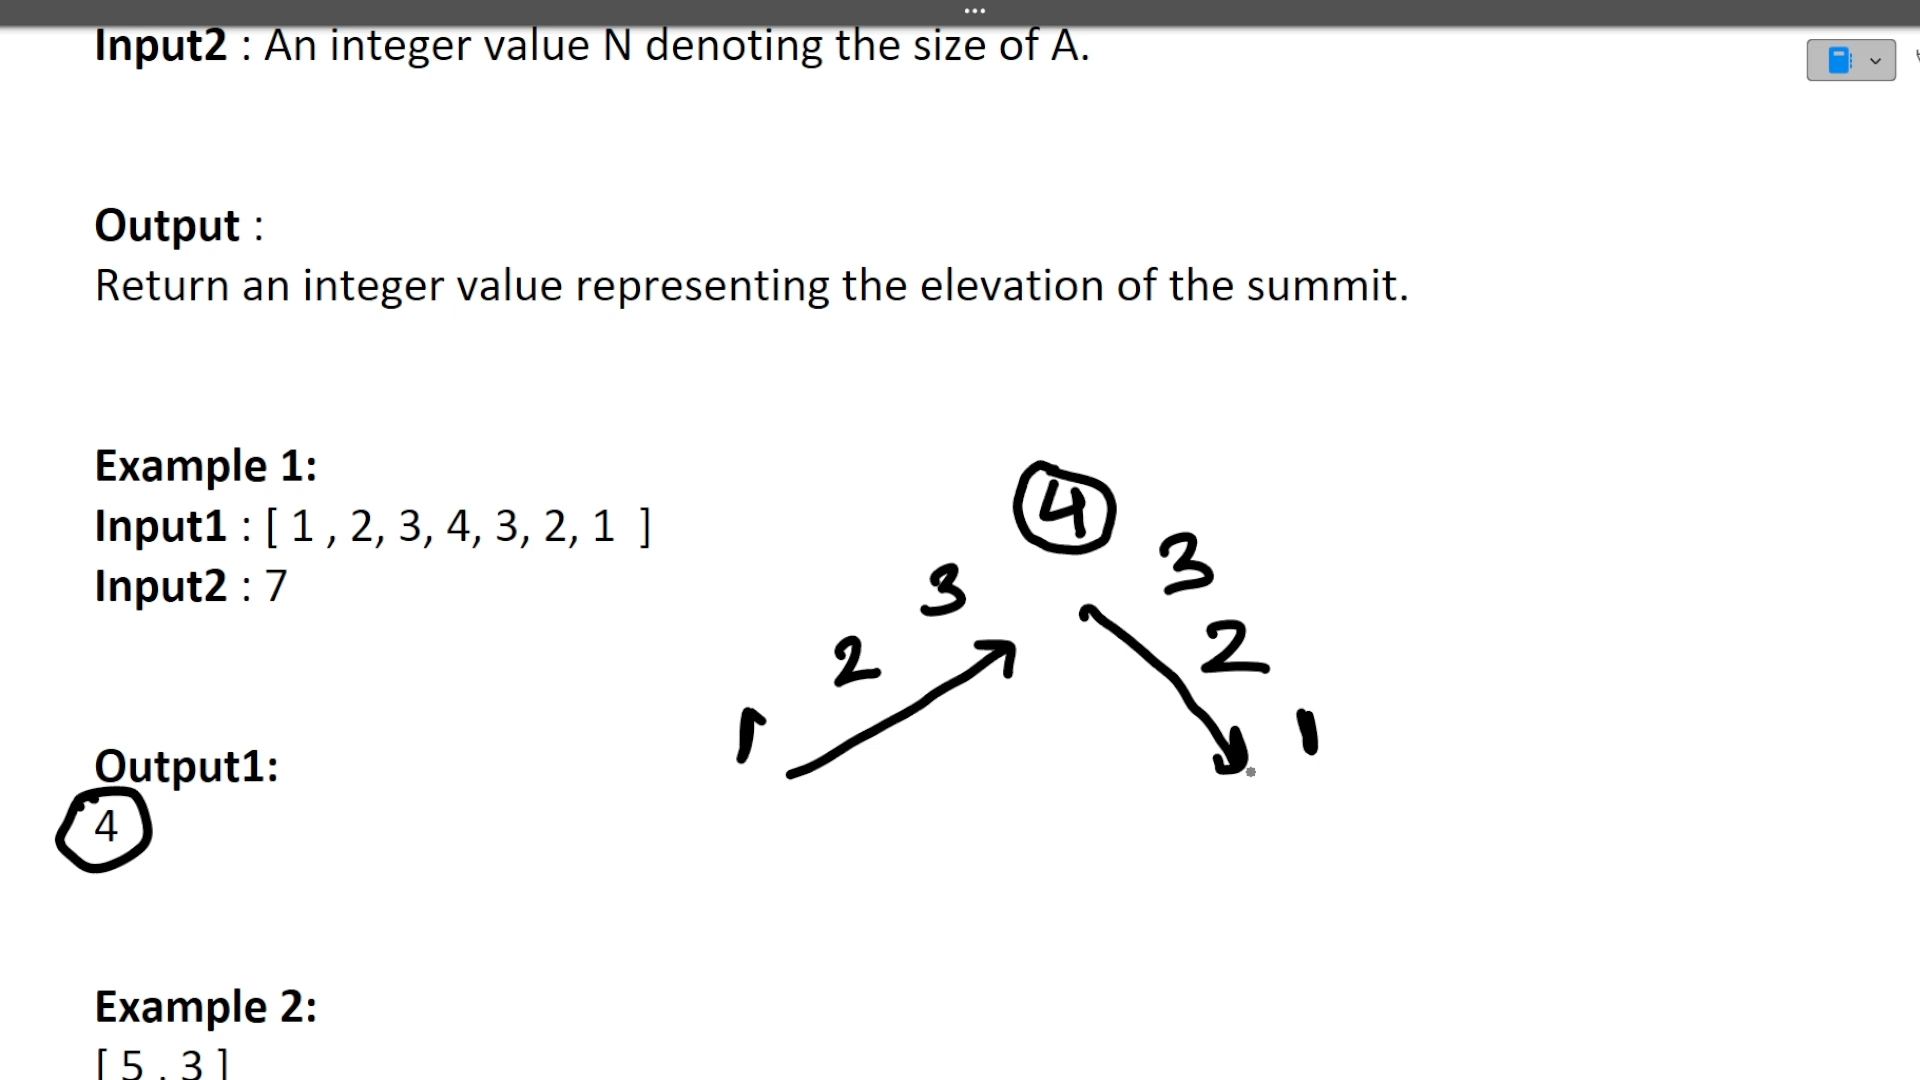 Input2 : An integer value N denoting the size of A.
Output :
Return an integer value representing the elevation of the summit.
Example 1:
Input1 : [ 1 , 2, 3, 4, 3, 2, 1 ]
Input2 : 7
4
3
3
2
2
1
1
Output1:
4
Example 2:
[ 5 , 3 ]